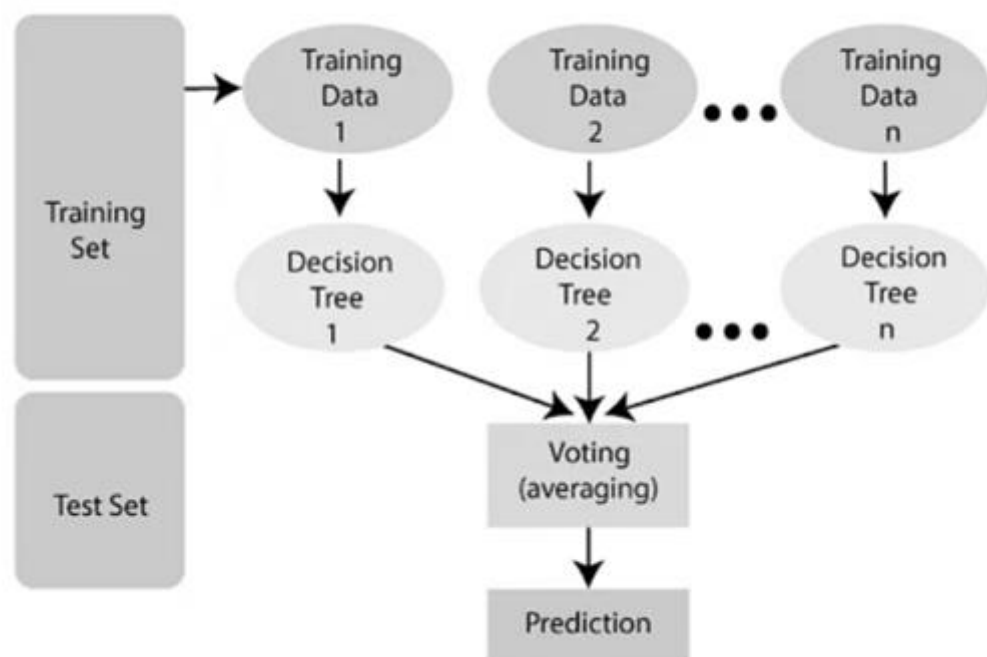 Training
Set
Test Set
Training
Data
1
Training
Data
2
Training
Data
n
Decision
Tree
1
Decision
Tree
2
Decision
Tree
n
Voting
(averaging)
Prediction